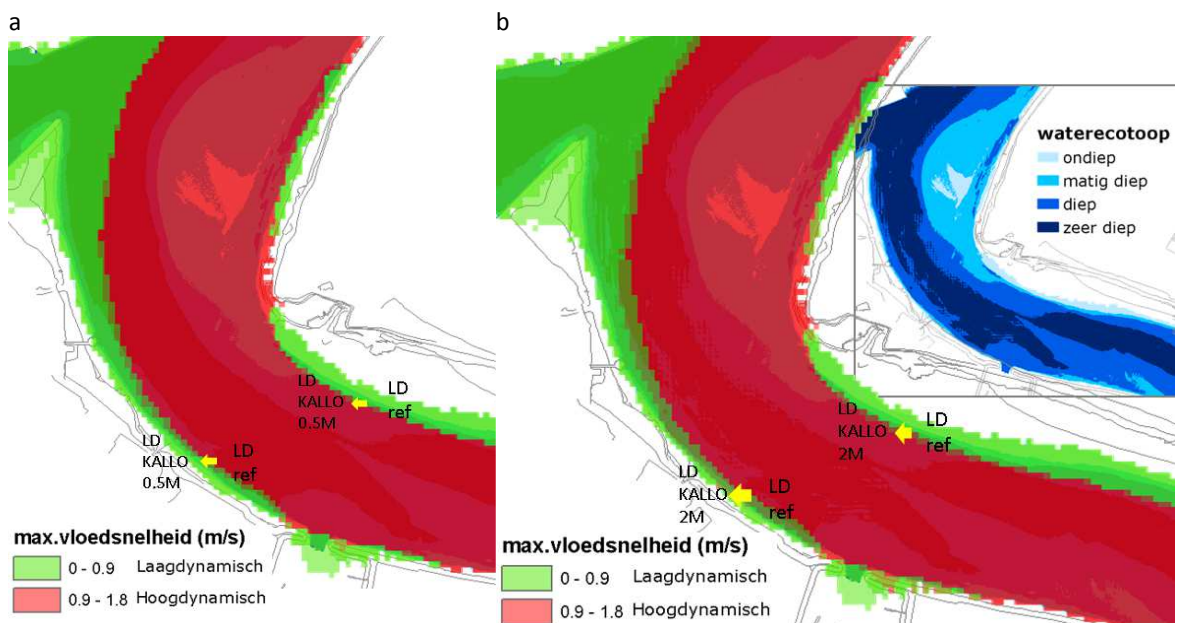 a
LD
KALLO
0.5M
LD
ref
LD
KALLO
0.5M
LD
ref
max.vloedsnelheid (m/s)
0 - 0.9 Laagdynamisch
0.9 - 1.8 Hoogdynamisch
b
waterecotoop
ondiep
matig diep
diep
zeer diep
LD
KALLO
2M
LD
ref
LD
KALLO
2M
LD
ref
max.vloedsnelheid (m/s)
0 - 0.9 Laagdynamisch
0.9 - 1.8 Hoogdynamisch